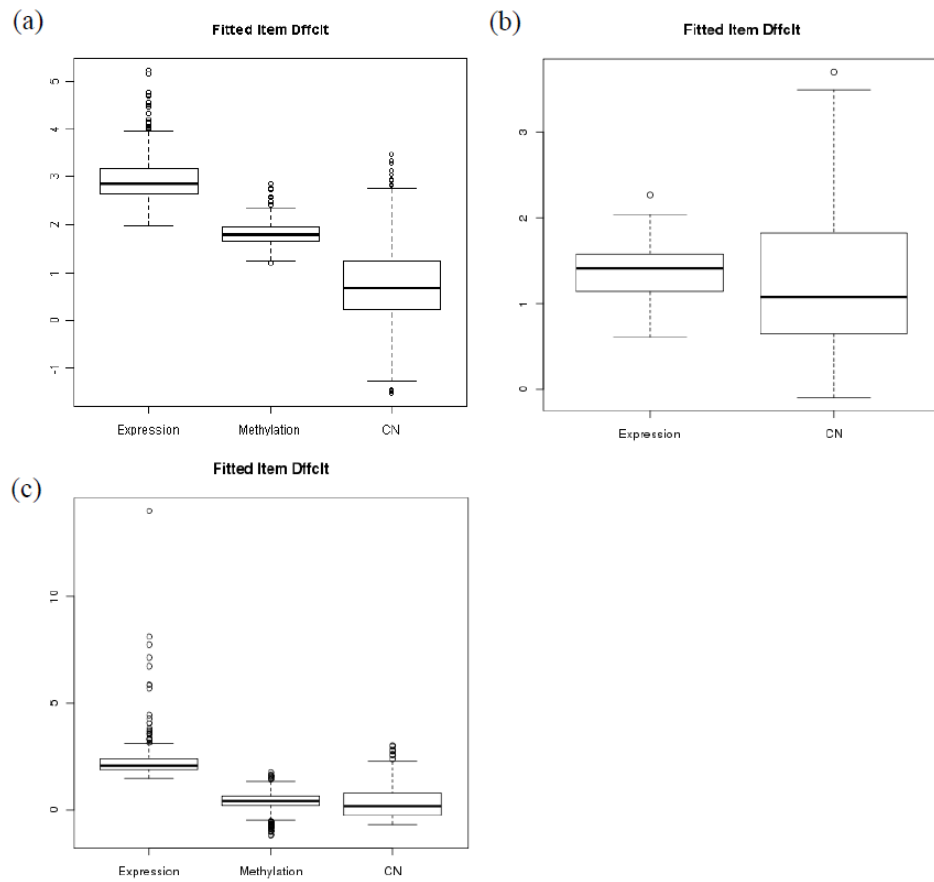 (a)
Fitted Item Dffclt
5
4
3
2
1
0
-1
Expression Methylation CN
(b)
Fitted Item Dffclt
3
2
1
0
Expression CN
(c)
Fitted Item Dffclt
10
5
0
Expression Methylation CN